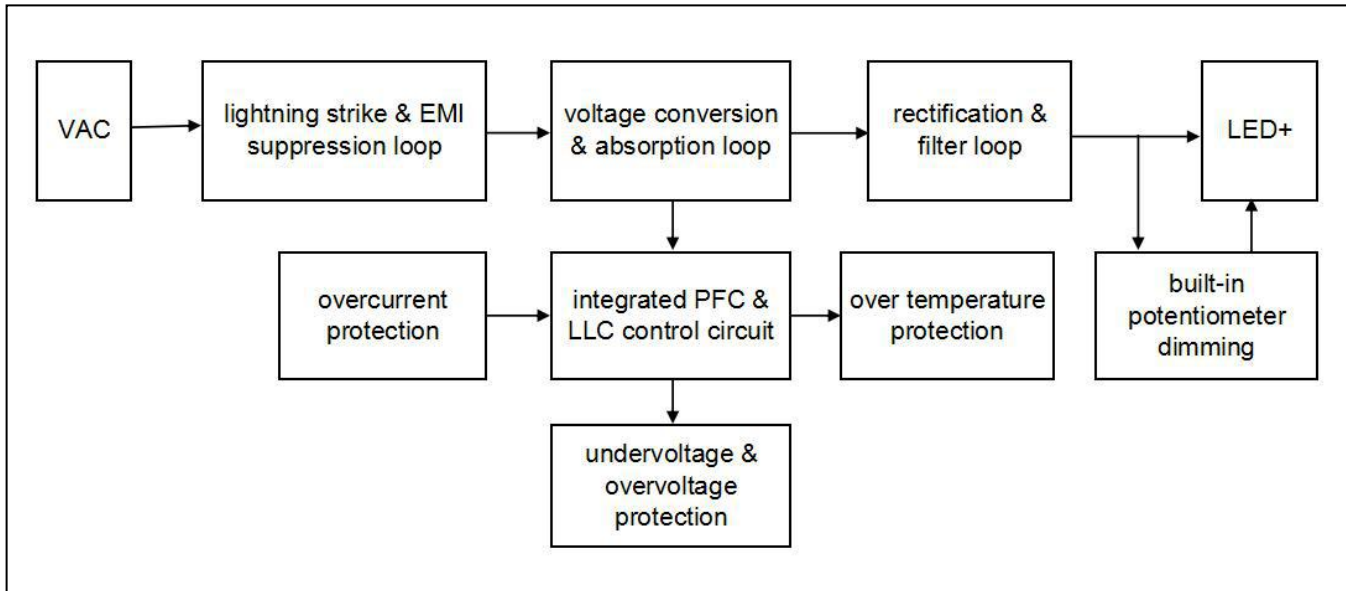 VAC
lightning strike & EMI
suppression loop
voltage conversion
& absorption loop
rectification &
filter loop
LED+
overcurrent
protection
integrated PFC &
LLC control circuit
over temperature
protection
built-in
potentiometer
dimming
undervoltage &
overvoltage
protection